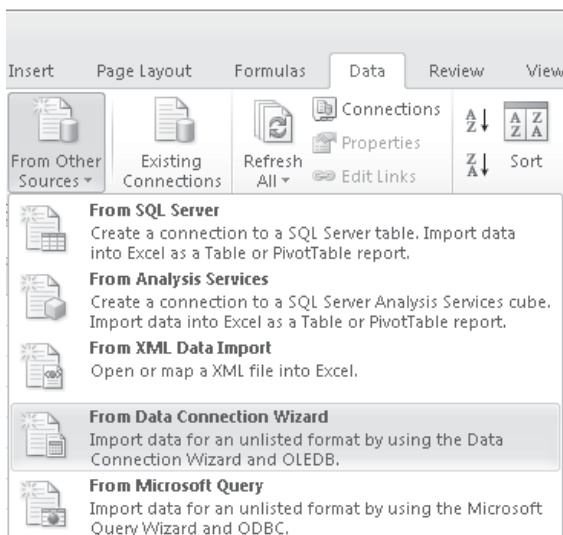 Insert Page Layout Formulas Data Review View
From Other Sources
Existing Connections
Refresh All
Connections
Properties
Edit Links
A Z
Z A
A Z
Z A
Sort
From SQL Server
Create a connection to a SQL Server table. Import data
into Excel as a Table or PivotTable report.
From Analysis Services
Create a connection to a SQL Server Analysis Services cube.
Import data into Excel as a Table or PivotTable report.
From XML Data Import
Open or map a XML file into Excel.
From Data Connection Wizard
Import data for an unlisted format by using the Data
Connection Wizard and OLEDB.
From Microsoft Query
Import data for an unlisted format by using the Microsoft
Query Wizard and ODBC.